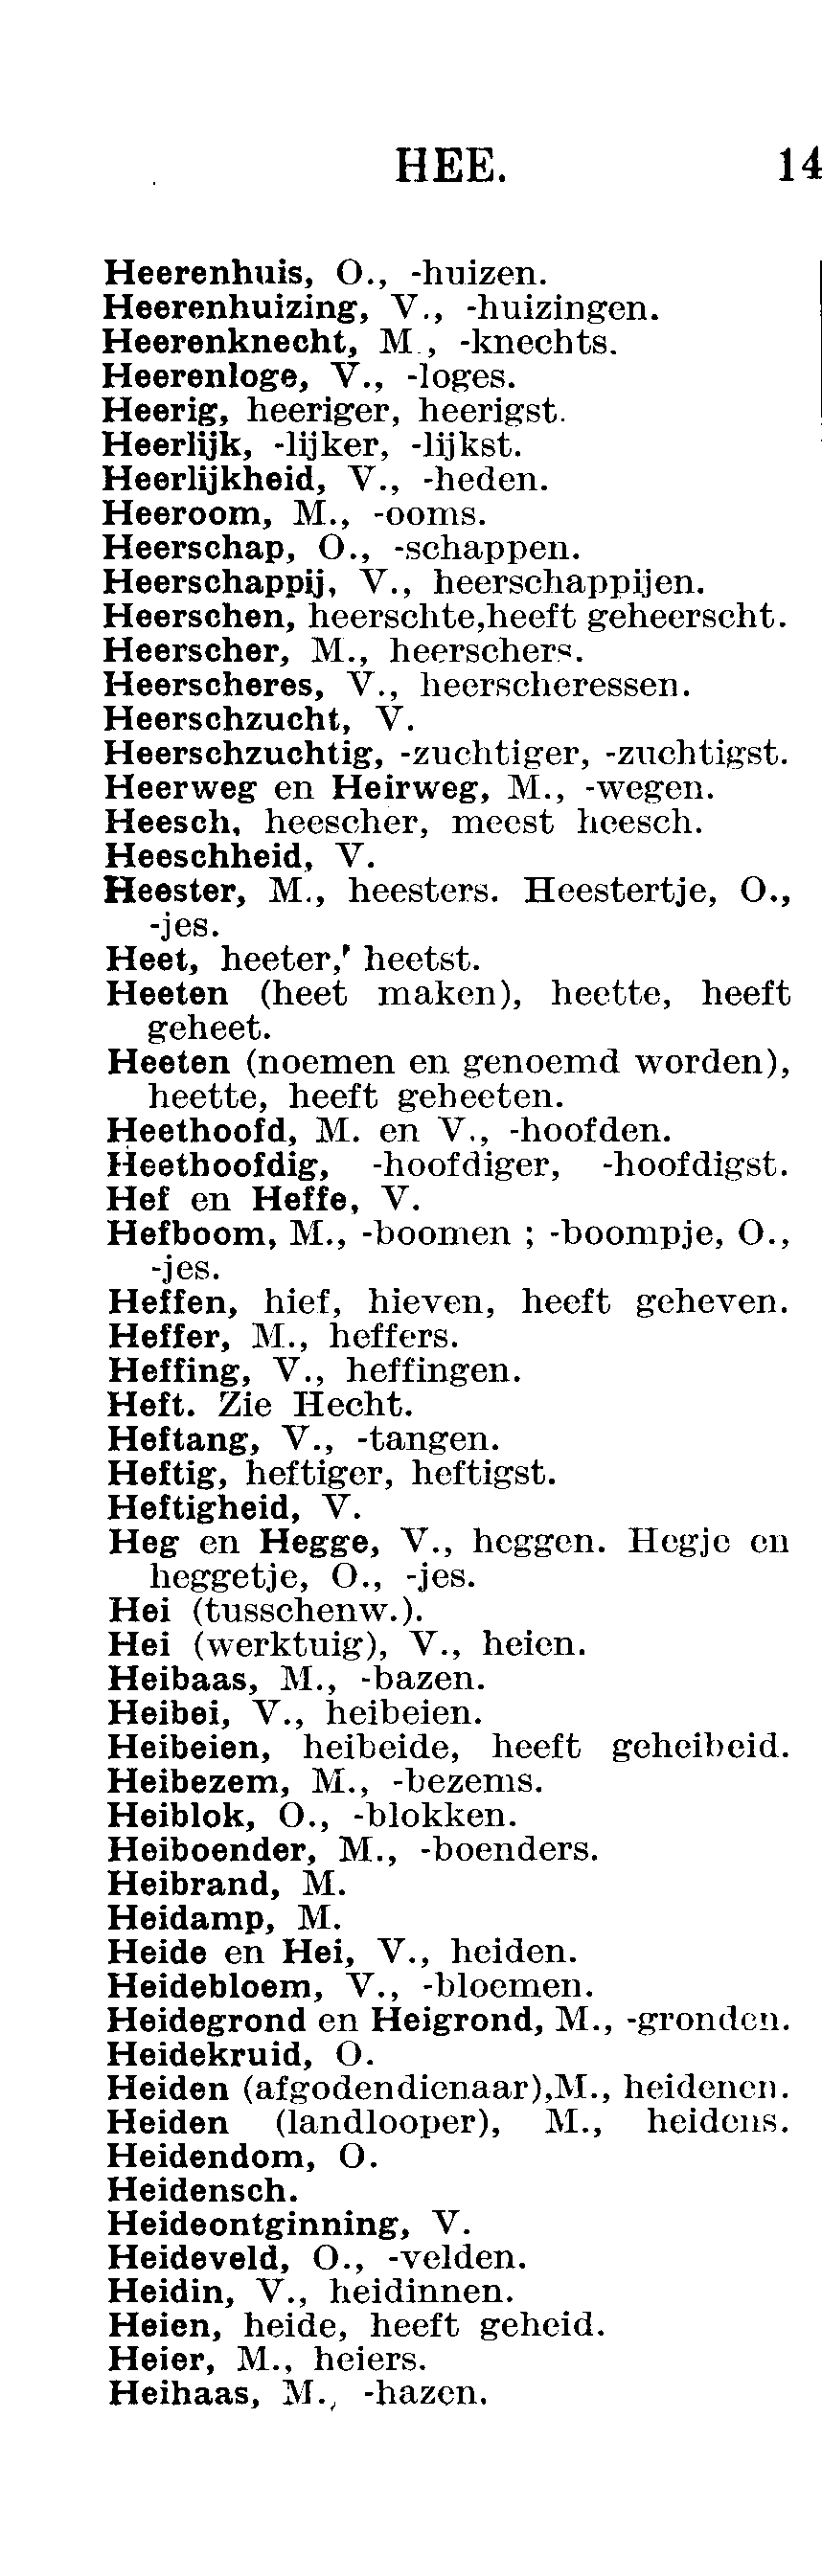 HEE. 14
Heerenhuis, O., -huizen.
Heerenhuizing, V., -huizingen.
Heerenknecht, M., -knechts.
Heerenloge, V., -loges.
Heerig, heeriger, heerigst.
Heerlijk, -lijker, -lijkst.
Heerlijkheid, V., -heden.
Heeroom, M., -ooms.
Heerschap, O., -schappen.
Heerschappij, V., heerschappijen.
Heerschen, heerschte,heeft geheerscht.
Heerscher, M., heerschers.
Heerscheres, V., heerscheressen.
Heerschzucht, V.
Heerschzuchtig, -zuchtiger, -zuchtigst.
Heerweg en Heirweg, M., -wegen.
Heesch, heescher, meest heesch.
Heeschheid, V.
Heester, M., heesters. Heestertje, O.,
-jes.
Heet, heeter, heetst.
Heeten (heet maken), heette, heeft
geheet.
Heeten (noemen en genoemd worden),
heette, heeft geheeten.
Heethoofd, M. en V., -hoofden.
Heethoofdig, -hoofdiger, -hoofdigst.
Hef en Heffe, V.
Hefboom, M., -boomen ; -boompje, O.,
-jes.
Heffen, hief, hieven, heeft geheven.
Heffer, M., heffers.
Heffing, V., heffingen.
Heft. Zie Hecht.
Heftang, V., -tangen.
Heftig, heftiger, heftigst.
Heftigheid, V.
Heg en Hegge, V., heggen. Hegje en
heggetje, O., -jes.
Hei (tusschenw.).
Hei (werktuig), V., heien.
Heibaas, M., -bazen.
Heibei, V., heibeien.
Heibeien, heibeide, heeft geheibeid.
Heibezem, M., -bezems.
Heiblok, O., -blokken.
Heiboender, M., -boenders.
Heibrand, M.
Heidamp, M.
Heide en Hei, V., heiden.
Heidebloem, V., -bloemen.
Heidegrond en Heigrond, M., -gronden.
Heidekruid, O.
Heiden (afgodendienaar),M., heidenen.
Heiden (landlooper), M., heidens.
Heidendom, O.
Heidensch.
Heideontginning, V.
Heideveld, O., -velden.
Heidin, V., heidinnen.
Heien, heide, heeft geheid.
Heier, M., heiers.
Heihaas, M., -hazen.